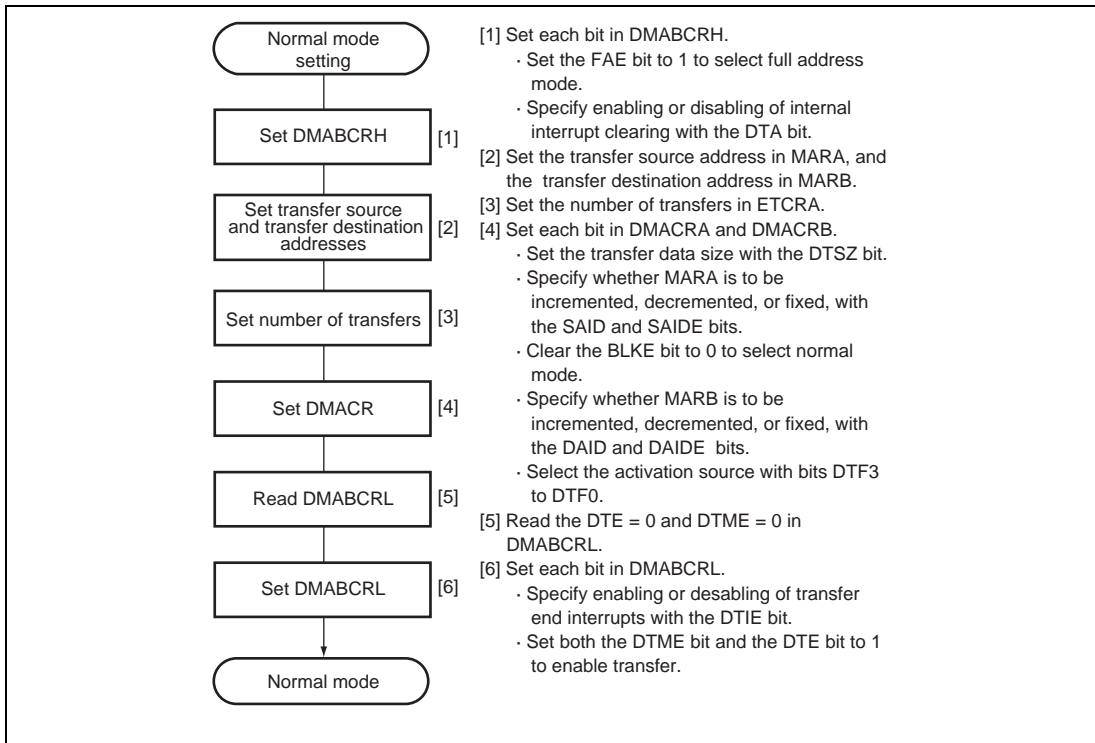 Normal mode
setting
Set DMABCRH
[1]
Set transfer source
and transfer destination
addresses
[2]
Set number of transfers
[3]
Set DMACR
[4]
Read DMABCRL
[5]
Set DMABCRL
[6]
Normal mode
[1] Set each bit in DMABCRH.
· Set the FAE bit to 1 to select full address
mode.
· Specify enabling or disabling of internal
interrupt clearing with the DTA bit.
[2] Set the transfer source address in MARA, and
the transfer destination address in MARB.
[3] Set the number of transfers in ETCRA.
[4] Set each bit in DMACRA and DMACRB.
· Set the transfer data size with the DTSZ bit.
· Specify whether MARA is to be
incremented, decremented, or fixed, with
the SAID and SAIDE bits.
· Clear the BLKE bit to 0 to select normal
mode.
· Specify whether MARB is to be
incremented, decremented, or fixed, with
the DAID and DAIDE bits.
· Select the activation source with bits DTF3
to DTF0.
[5] Read the DTE = 0 and DTME = 0 in
DMABCRL.
[6] Set each bit in DMABCRL.
· Specify enabling or desabling of transfer
end interrupts with the DTIE bit.
· Set both the DTME bit and the DTE bit to 1
to enable transfer.